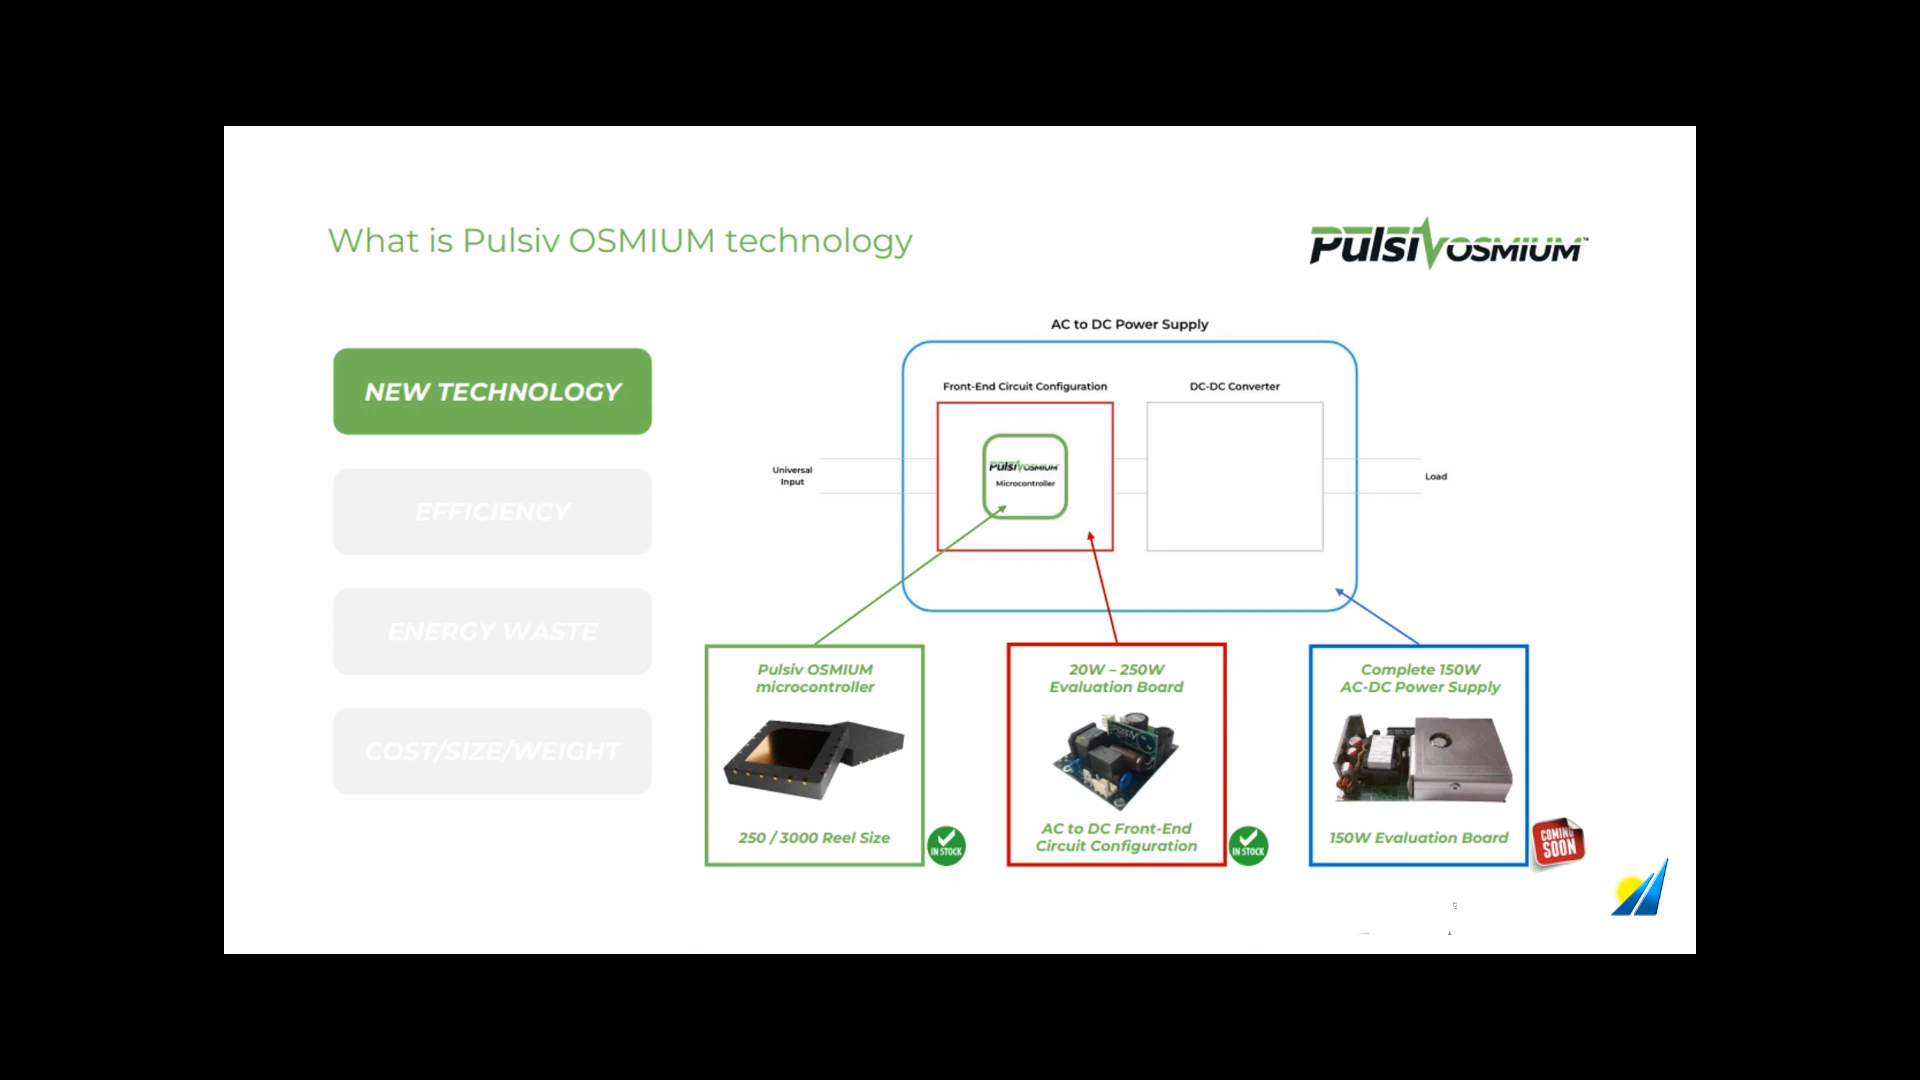 What is Pulsiv OSMIUM technology
Pulsiv OSMIUM™
NEW TECHNOLOGY
EFFICIENCY
ENERGY WASTE
COST/SIZE/WEIGHT
AC to DC Power Supply
Front-End Circuit Configuration
DC-DC Converter
Universal
Input
Pulsiv OSMIUM
Microcontroller
Load
Pulsiv OSMIUM
microcontroller
250 / 3000 Reel Size
IN STOCK
20W – 250W
Evaluation Board
AC to DC Front-End
Circuit Configuration
IN STOCK
Complete 150W
AC-DC Power Supply
150W Evaluation Board
COMING
SOON